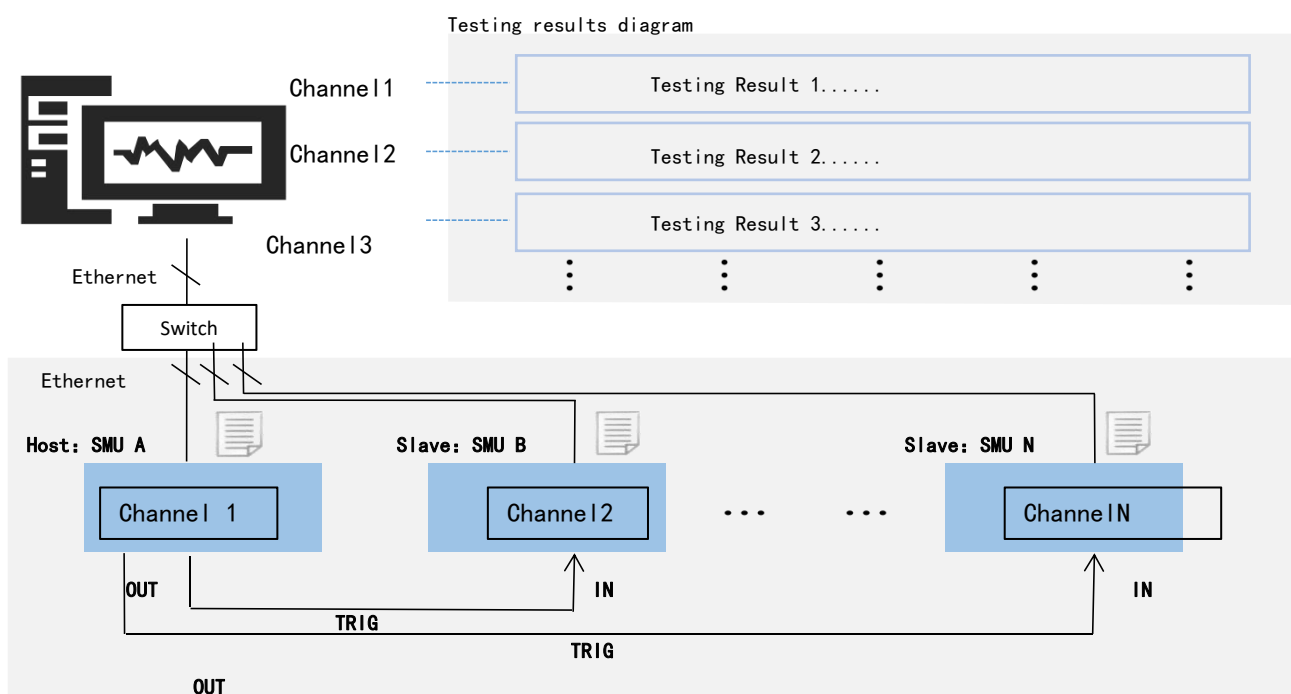 Testing results diagram
Channel1
Testing Result 1......
Channel2
Testing Result 2......
Channel3
Testing Result 3......
Ethernet
Switch
Ethernet
Host: SMU A
Slave: SMU B
Slave: SMU N
Channel 1
Channel2
... ...
ChannelN
OUT
IN
IN
TRIG
TRIG
OUT